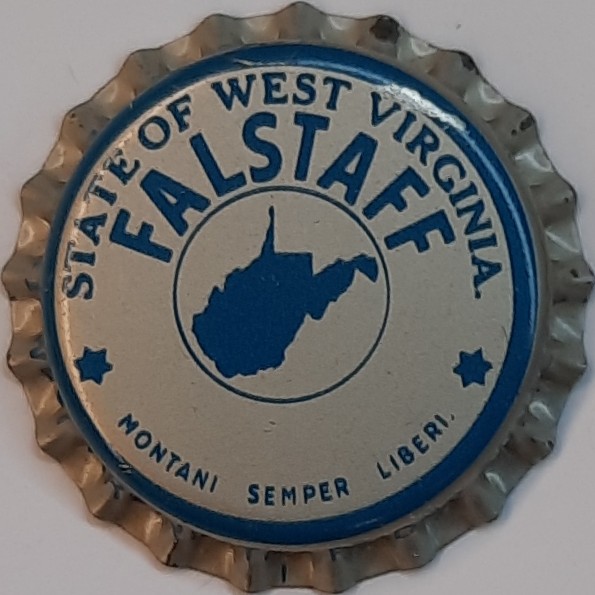 STATE OF WEST VIRGINIA.
FALSTAFF
MONTANI SEMPER LIBERI.